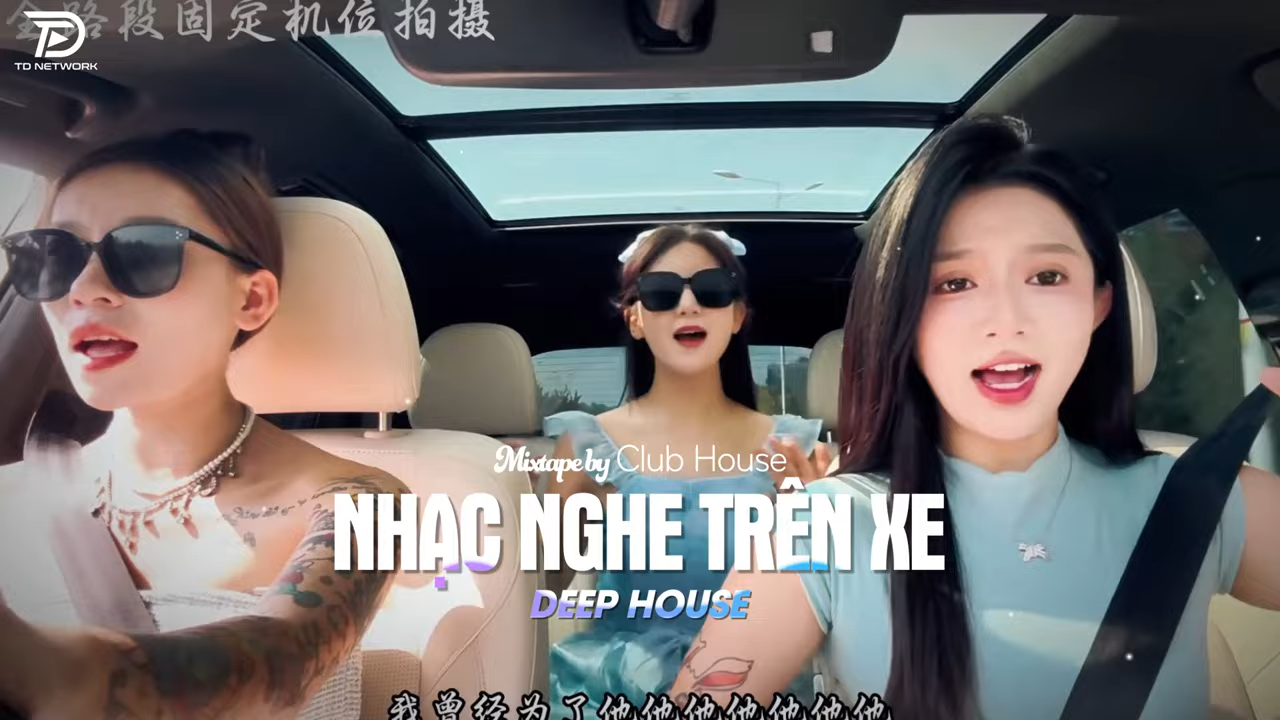 全路段固定机位拍摄
TD NETWORK
Mixtape by Club House
NHẠC NGHE TRÊN XE
DEEP HOUSE
我曾经为了他他他他他他他